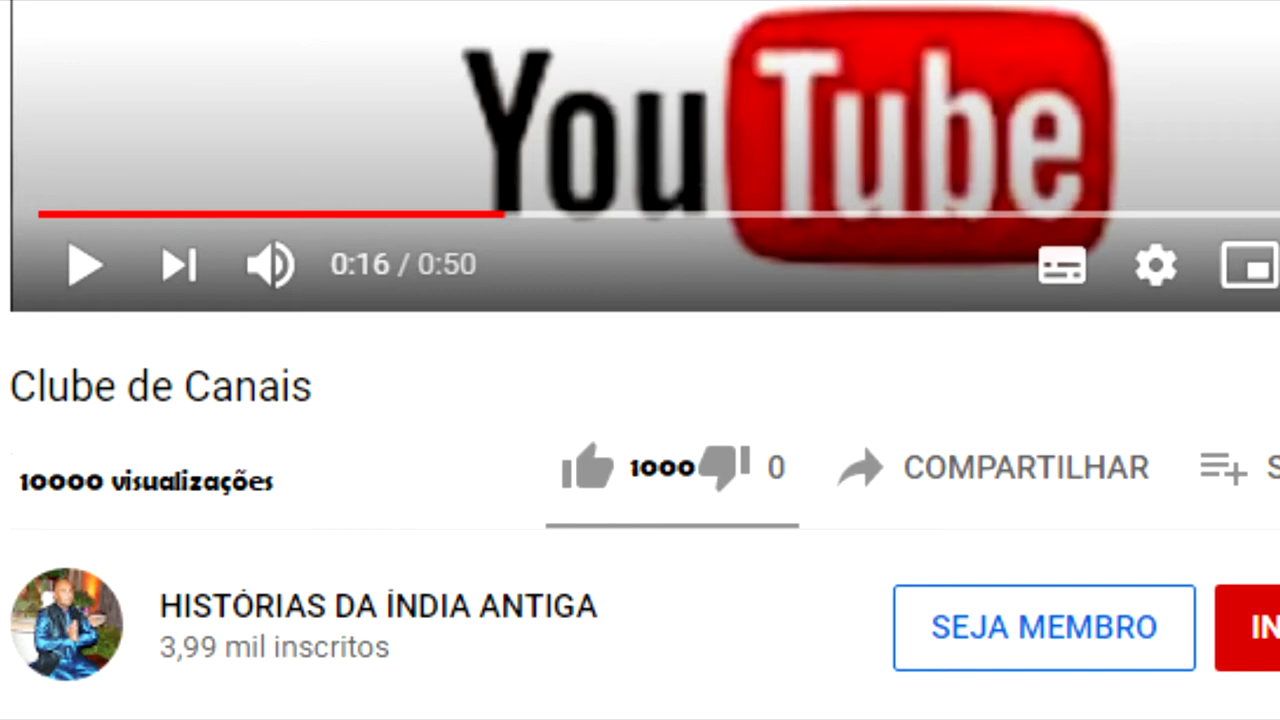 YouTube
0:16 / 0:50
Clube de Canais
10000 visualizações
1000
0
COMPARTILHAR
S
HISTÓRIAS DA ÍNDIA ANTIGA
3,99 mil inscritos
SEJA MEMBRO
IN